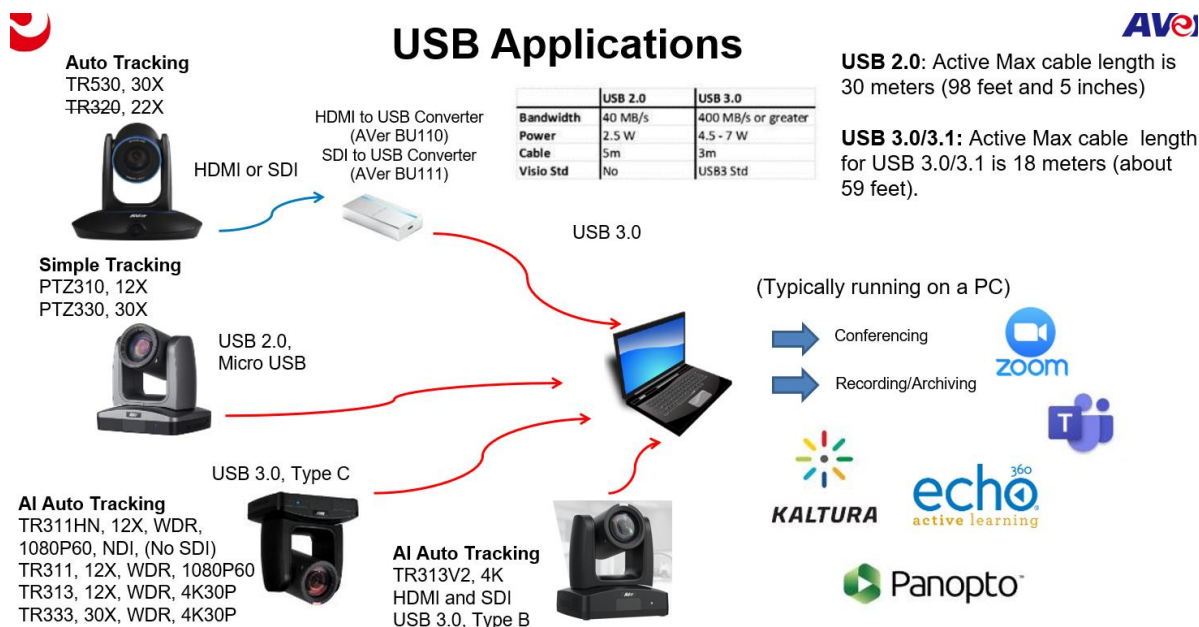 USB Applications
AVer
Auto Tracking
TR530, 30X
TR320, 22X
HDMI or SDI
HDMI to USB Converter
(AVer BU110)
SDI to USB Converter
(AVer BU111)
USB 2.0 USB 3.0
Bandwidth 40 MB/s 400 MB/s or greater
Power 2.5 W 4.5 - 7 W
Cable 5m 3m
Visio Std No USB3 Std
USB 2.0: Active Max cable length is
30 meters (98 feet and 5 inches)
USB 3.0/3.1: Active Max cable length
for USB 3.0/3.1 is 18 meters (about
59 feet).
USB 3.0
Simple Tracking
PTZ310, 12X
PTZ330, 30X
USB 2.0,
Micro USB
(Typically running on a PC)
Conferencing
Recording/Archiving
zoom
T
USB 3.0, Type C
AI Auto Tracking
TR311HN, 12X, WDR,
1080P60, NDI, (No SDI)
TR311, 12X, WDR, 1080P60
TR313, 12X, WDR, 4K30P
TR333, 30X, WDR, 4K30P
AI Auto Tracking
TR313V2, 4K
HDMI and SDI
USB 3.0, Type B
KALTURA
echo 360
active learning
Panopto